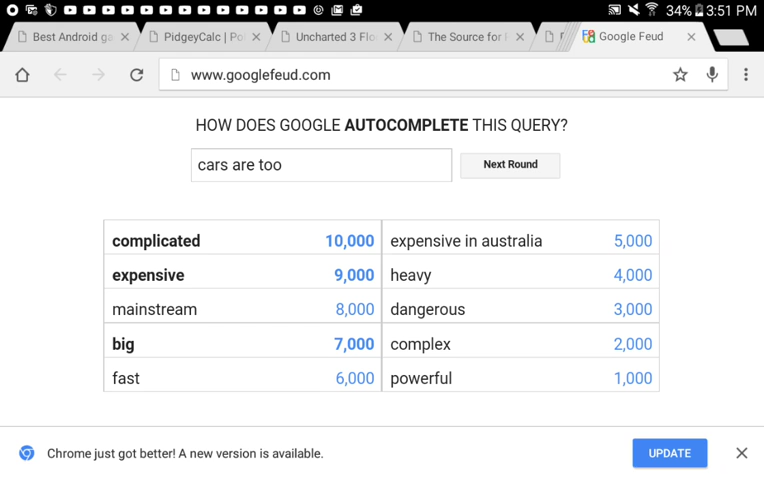 34% 3:51 PM
Best Android ga
PidgeyCalc | Po
Uncharted 3 Flo
The Source for
Google Feud
www.googlefeud.com
HOW DOES GOOGLE AUTOCOMPLETE THIS QUERY?
cars are too
Next Round
complicated 10,000
expensive 9,000
mainstream 8,000
big 7,000
fast 6,000
expensive in australia 5,000
heavy 4,000
dangerous 3,000
complex 2,000
powerful 1,000
Chrome just got better! A new version is available.
UPDATE